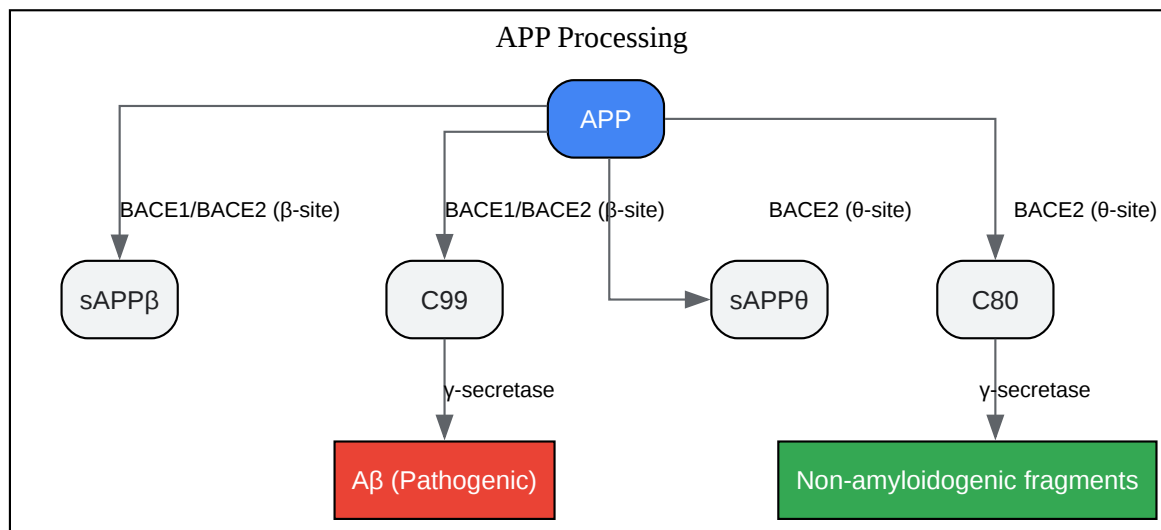 APP Processing
APP
BACE1/BACE2 (β-site)
BACE1/BACE2 (β-site)
BACE2 (θ-site)
BACE2 (θ-site)
sAPPβ
C99
sAPPθ
C80
γ-secretase
γ-secretase
Aβ (Pathogenic)
Non-amyloidogenic fragments